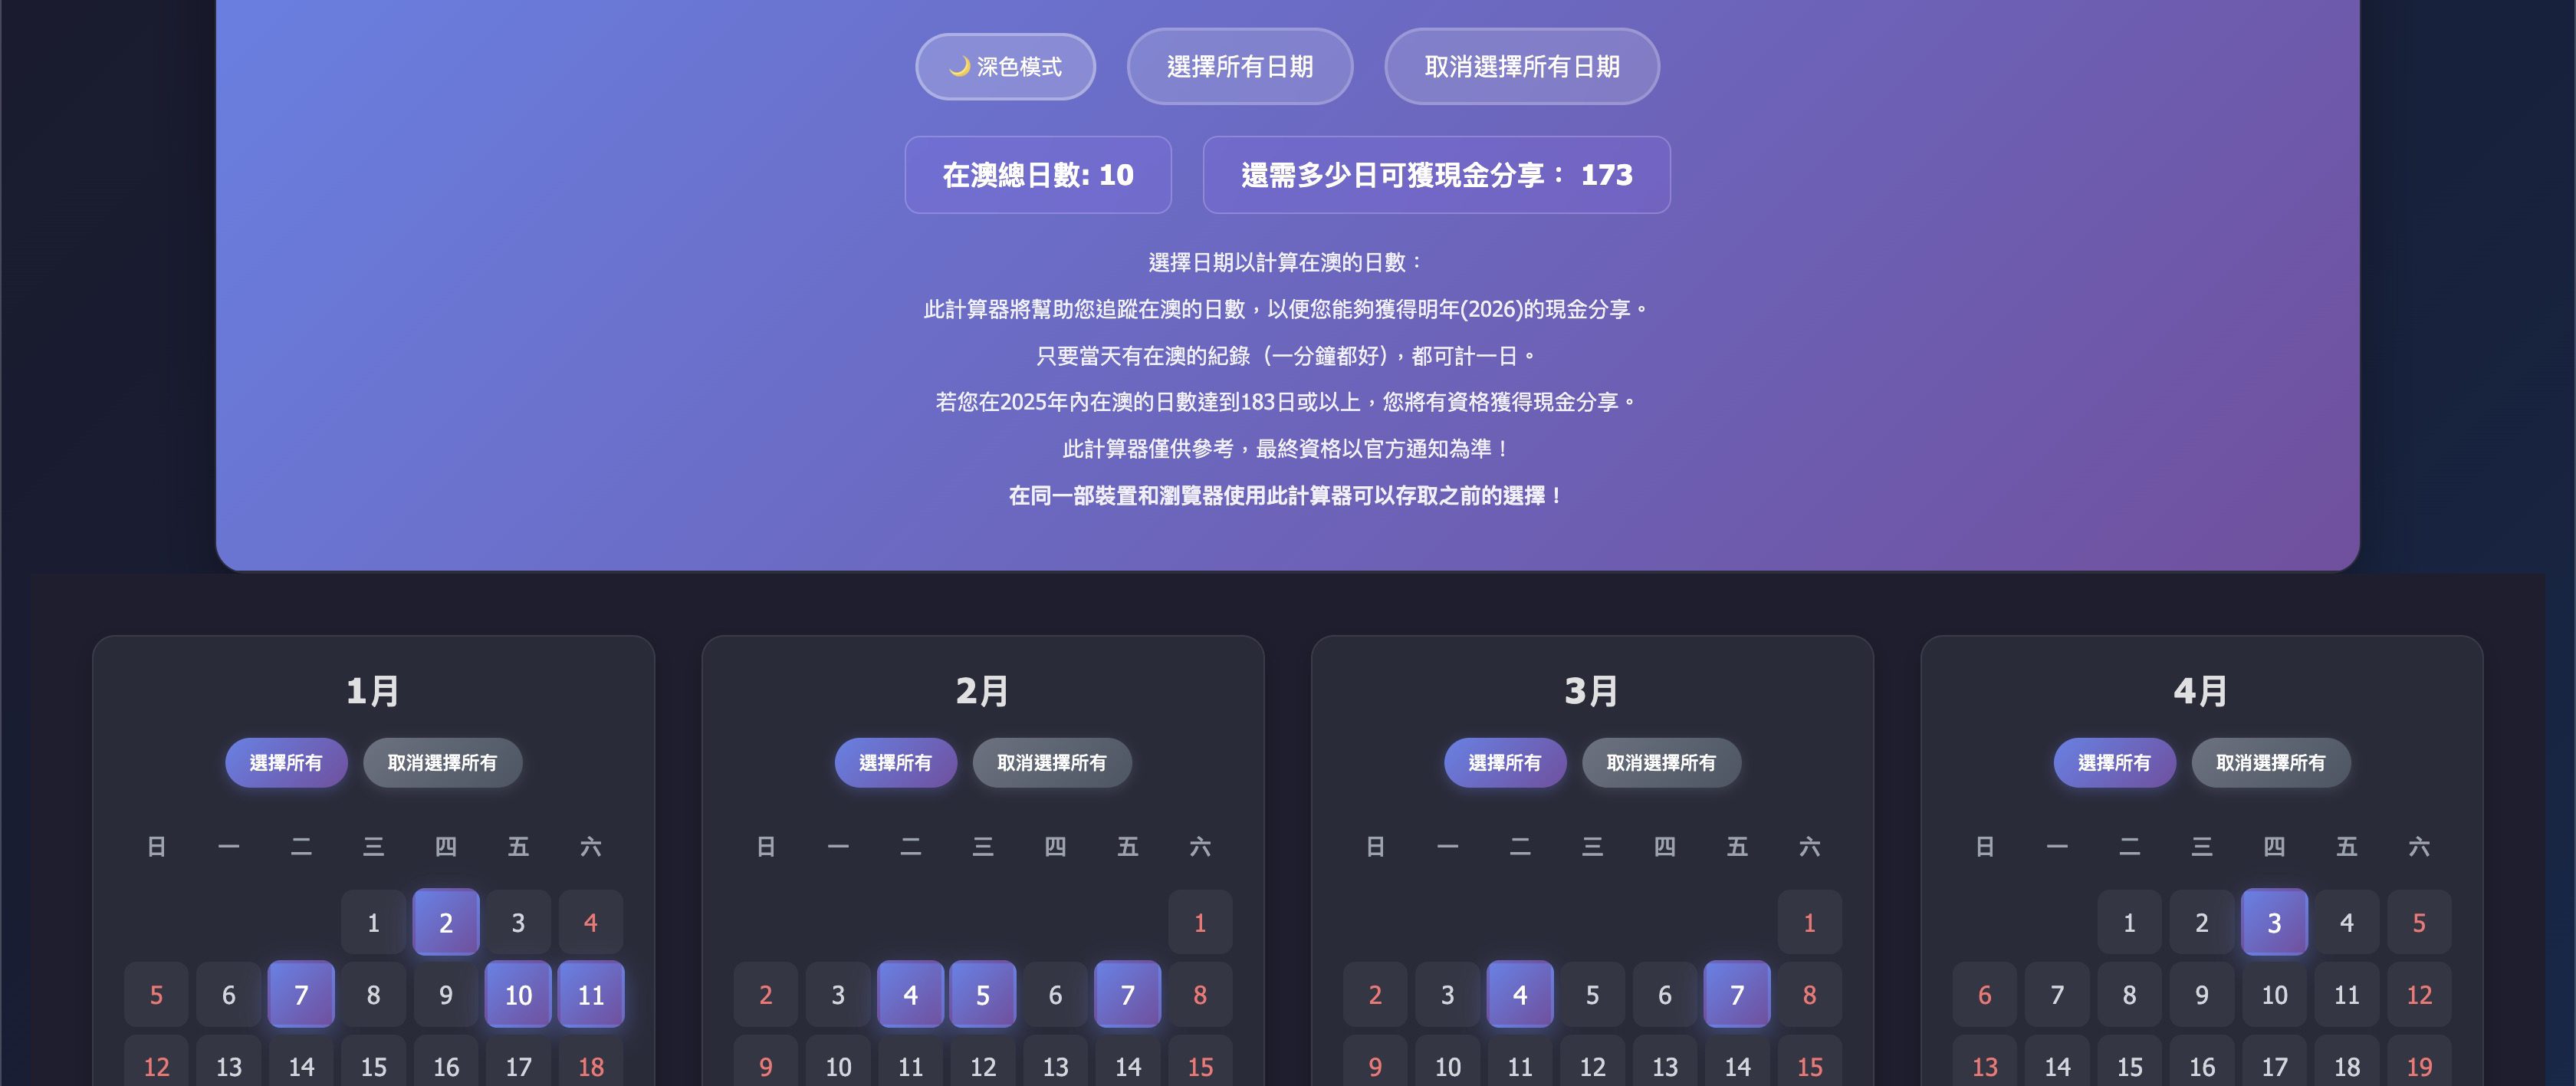 🌙 深色模式 選擇所有日期 取消選擇所有日期
在澳總日數: 10 還需多少日可獲現金分享： 173
選擇日期以計算在澳的日數：
此計算器將幫助您追蹤在澳的日數，以便您能夠獲得明年(2026)的現金分享。
只要當天有在澳的紀錄（一分鐘都好），都可計一日。
若您在2025年內在澳的日數達到183日或以上，您將有資格獲得現金分享。
此計算器僅供參考，最終資格以官方通知為準！
在同一部裝置和瀏覽器使用此計算器可以存取之前的選擇！
1月
選擇所有 取消選擇所有
日 一 二 三 四 五 六
1 2 3 4
5 6 7 8 9 10 11
12 13 14 15 16 17 18
2月
選擇所有 取消選擇所有
日 一 二 三 四 五 六
1
2 3 4 5 6 7 8
9 10 11 12 13 14 15
3月
選擇所有 取消選擇所有
日 一 二 三 四 五 六
1
2 3 4 5 6 7 8
9 10 11 12 13 14 15
4月
選擇所有 取消選擇所有
日 一 二 三 四 五 六
1 2 3 4 5
6 7 8 9 10 11 12
13 14 15 16 17 18 19